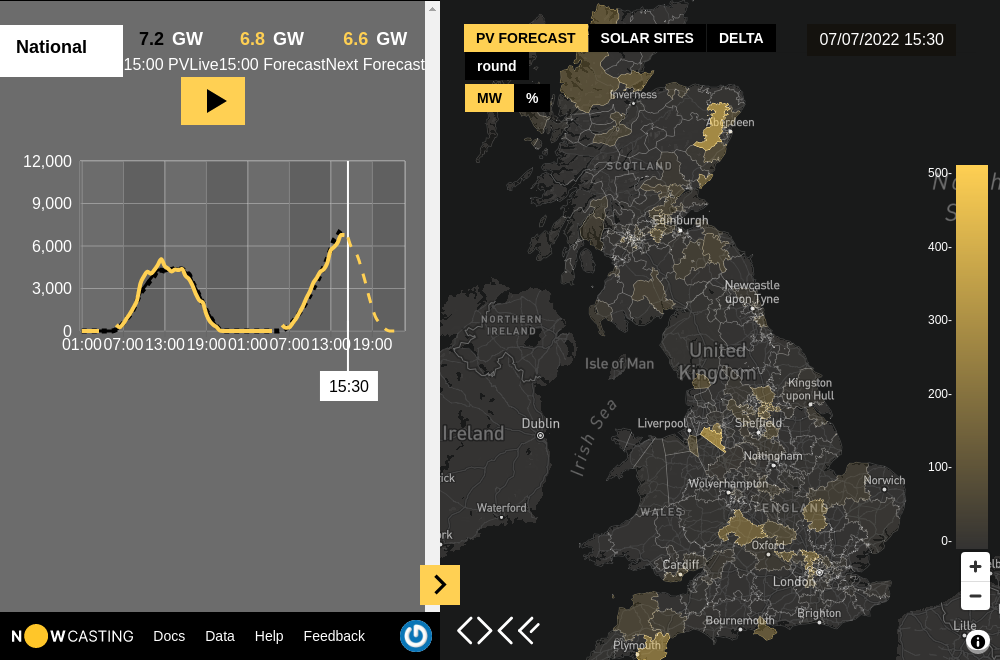 National
7.2 GW 6.8 GW 6.6 GW
15:00 PVLive 15:00 Forecast Next Forecast
12,000
9,000
6,000
3,000
0
01:00 07:00 13:00 19:00 01:00 07:00 13:00 19:00
15:30
NOWCASTING Docs Data Help Feedback
PV FORECAST SOLAR SITES DELTA
07/07/2022 15:30
round
MW %
Inverness
Aberdeen
SCOTLAND
Edinburgh
Newcastle
upon Tyne
NORTHERN
IRELAND
Isle of Man
United
Kingdom
Kingston
upon Hull
Dublin
Ireland
Irish Sea
Liverpool
Sheffield
Nottingham
Wolverhampton
Norwich
Waterford
WALES
ENGLAND
Oxford
Cardiff
London
Bournemouth
Brighton
Plymouth
Lille
500-
400-
300-
200-
100-
0-